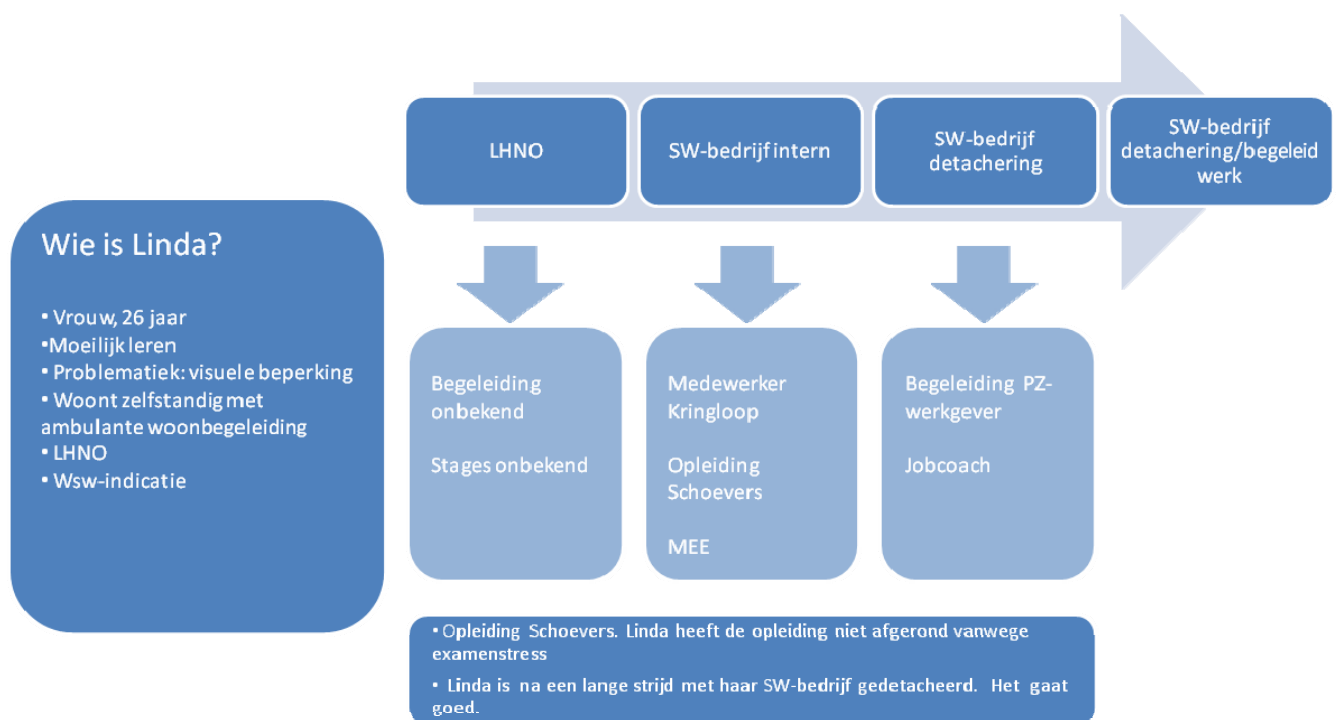 LHNO
SW-bedrijf intern
SW-bedrijf
detachering
SW-bedrijf
detachering/begeleid
werk
Wie is Linda?
• Vrouw, 26 jaar
•Moeilijk leren
• Problematiek: visuele beperking
• Woont zelfstandig met
ambulante woonbegeleiding
• LHNO
• Wsw-indicatie
Begeleiding
onbekend
Stages onbekend
Medewerker
Kringloop
Opleiding
Schoevers
MEE
Begeleiding PZ-
werkgever
Jobcoach
• Opleiding Schoevers. Linda heeft de opleiding niet afgerond vanwege
examenstress
• Linda is na een lange strijd met haar SW-bedrijf gedetacheerd. Het gaat
goed.